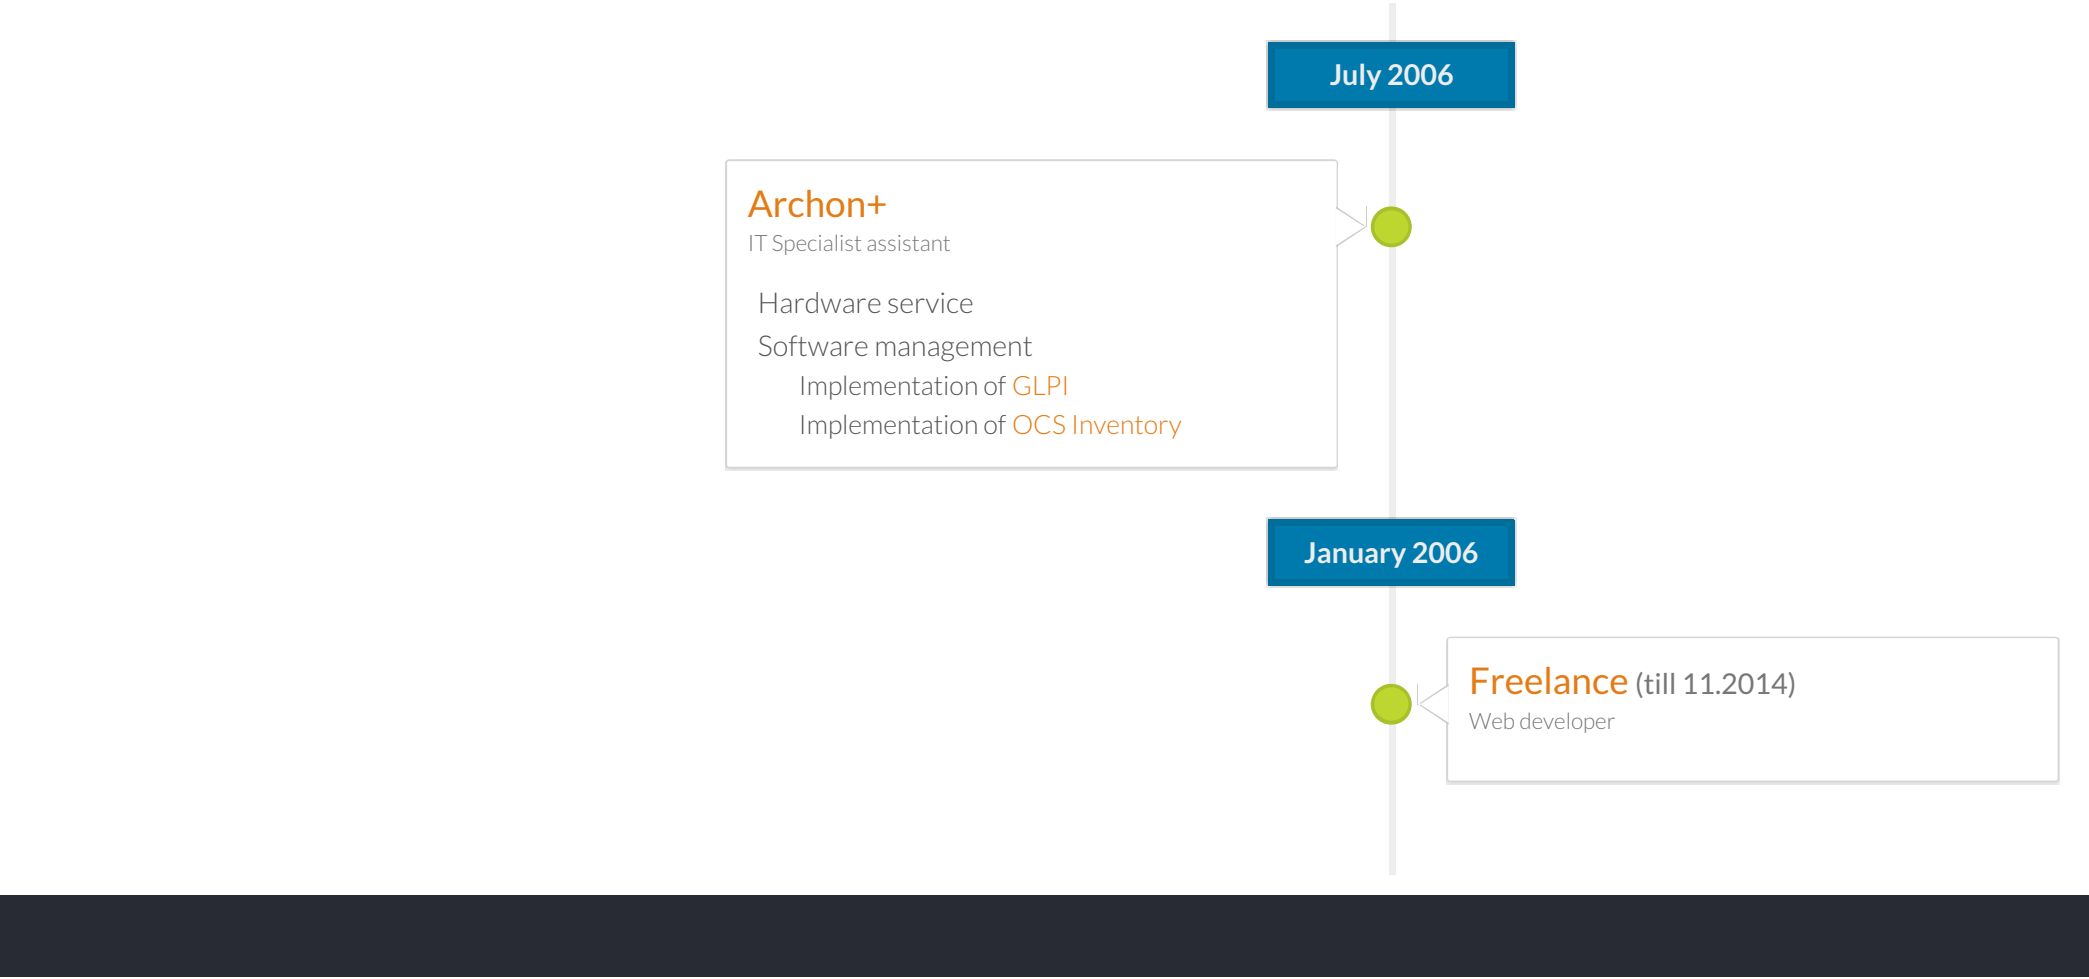 July 2006
Archon+
IT Specialist assistant
Hardware service
Software management
Implementation of GLPI
Implementation of OCS Inventory
January 2006
Freelance (till 11.2014)
Web developer